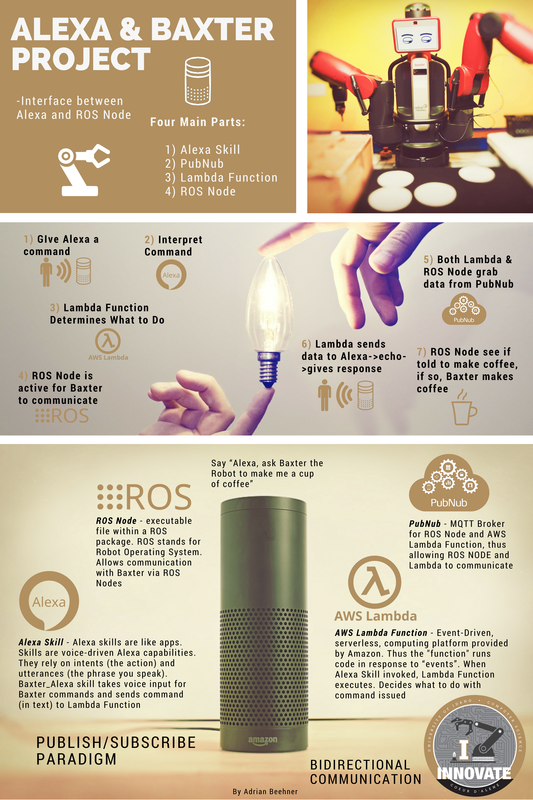 ALEXA & BAXTER
PROJECT
-Interface between
Alexa and ROS Node
Four Main Parts:
1) Alexa Skill
2) PubNub
3) Lambda Function
4) ROS Node
1) GIve Alexa a
command
2) Interpret
Command
Alexa
3) Lambda Function
Determines What to Do
AWS Lambda
4) ROS Node is
active for Baxter
to communicate
ROS
5) Both Lambda &
ROS Node grab
data from PubNub
PubNub
6) Lambda sends
data to Alexa->echo-
>gives response
7) ROS Node see if
told to make coffee,
if so, Baxter makes
coffee
Say "Alexa, ask Baxter the
Robot to make me a cup
of coffee"
ROS
ROS Node - executable
file within a ROS
package. ROS stands for
Robot Operating System.
Allows communication
with Baxter via ROS
Nodes
PubNub
PubNub - MQTT Broker
for ROS Node and AWS
Lambda Function, thus
allowing ROS NODE and
Lambda to communicate
Alexa
Alexa Skill - Alexa skills are like apps.
Skills are voice-driven Alexa capabilities.
They rely on intents (the action) and
utterances (the phrase you speak).
Baxter_Alexa skill takes voice input for
Baxter commands and sends command
(in text) to Lambda Function
AWS Lambda
AWS Lambda Function - Event-Driven,
serverless, computing platform provided
by Amazon. Thus the "function" runs
code in response to "events". When
Alexa Skill invoked, Lambda Function
executes. Decides what to do with
command issued
amazon
PUBLISH/SUBSCRIBE
PARADIGM
BIDIRECTIONAL
COMMUNICATION
UNIVERSITY OF IDAHO
COMPUTER SCIENCE
I
INNOVATE
COEUR D'ALENE
By Adrian Beehner